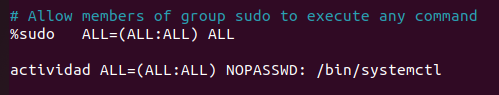 # Allow members of group sudo to execute any command
%sudo   ALL=(ALL:ALL) ALL
actividad ALL=(ALL:ALL) NOPASSWD: /bin/systemctl